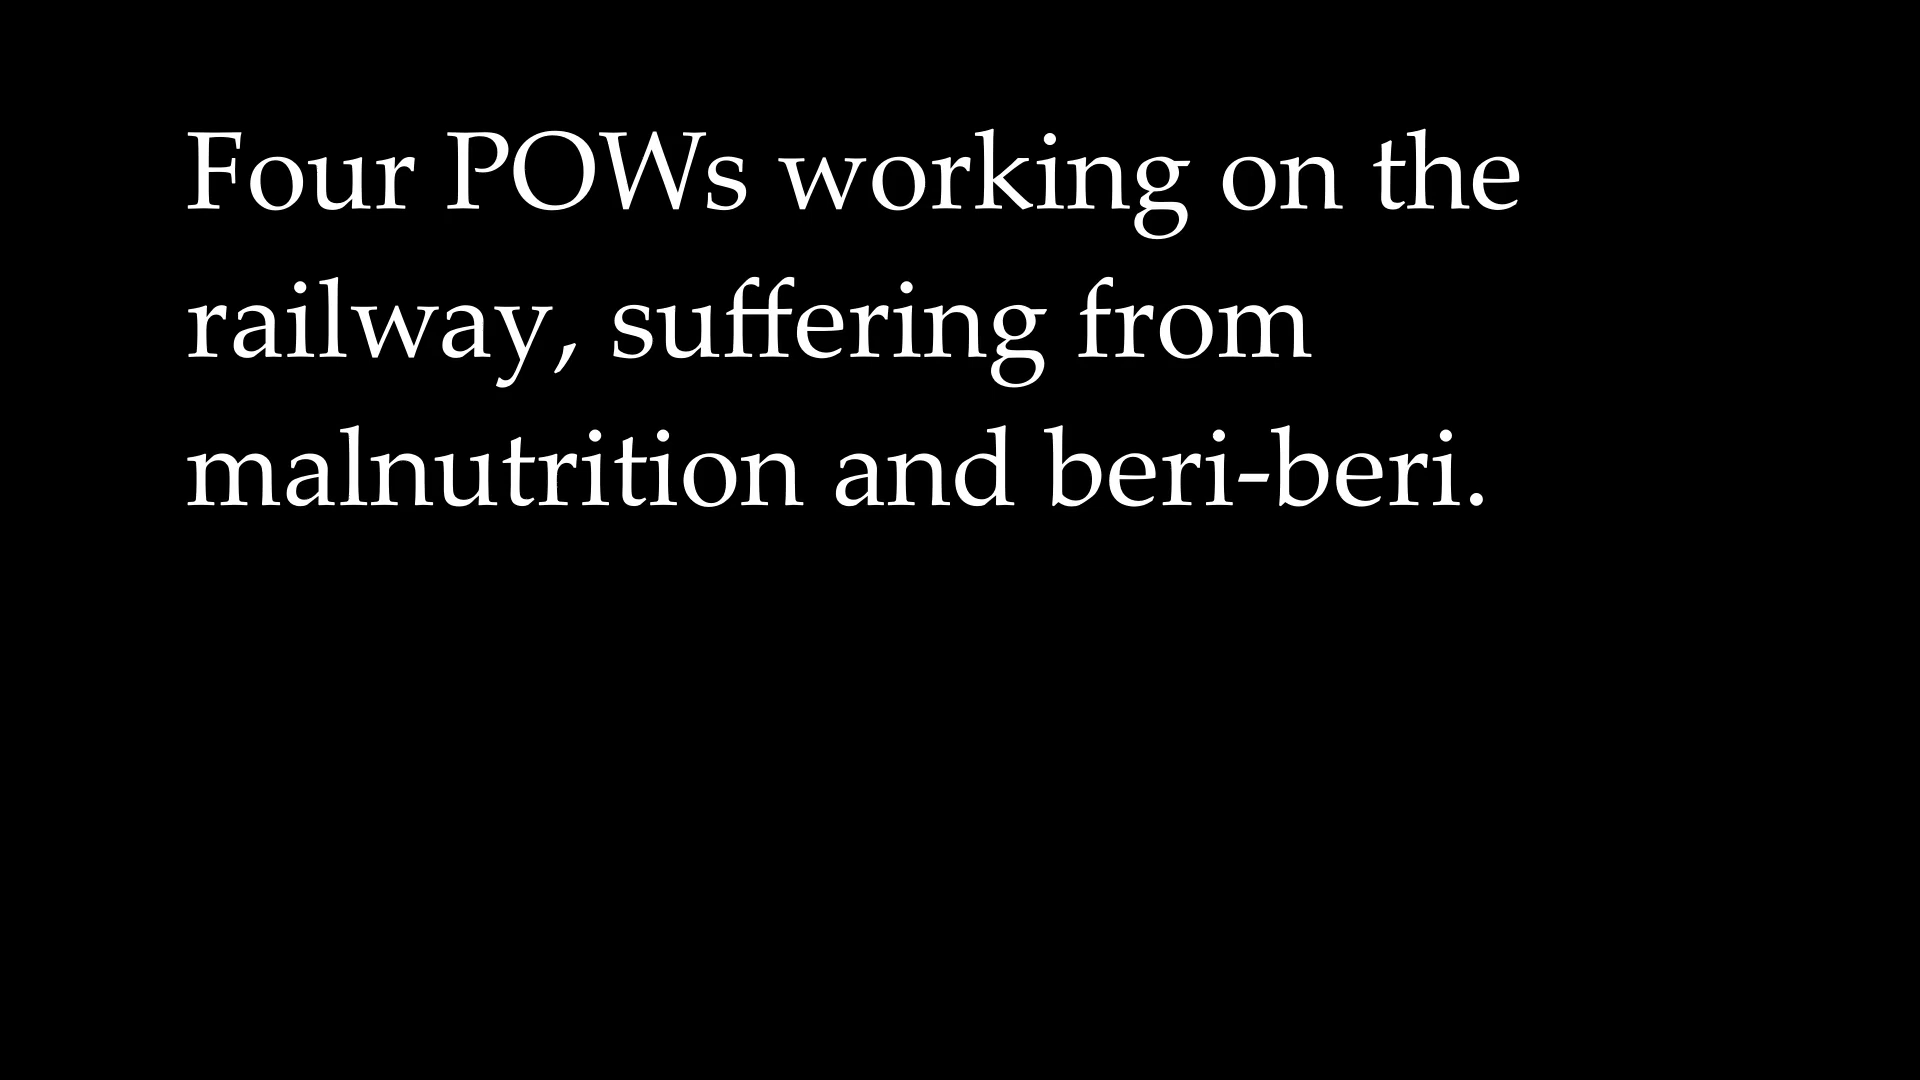 Four POWs working on the
railway, suffering from
malnutrition and beri-beri.